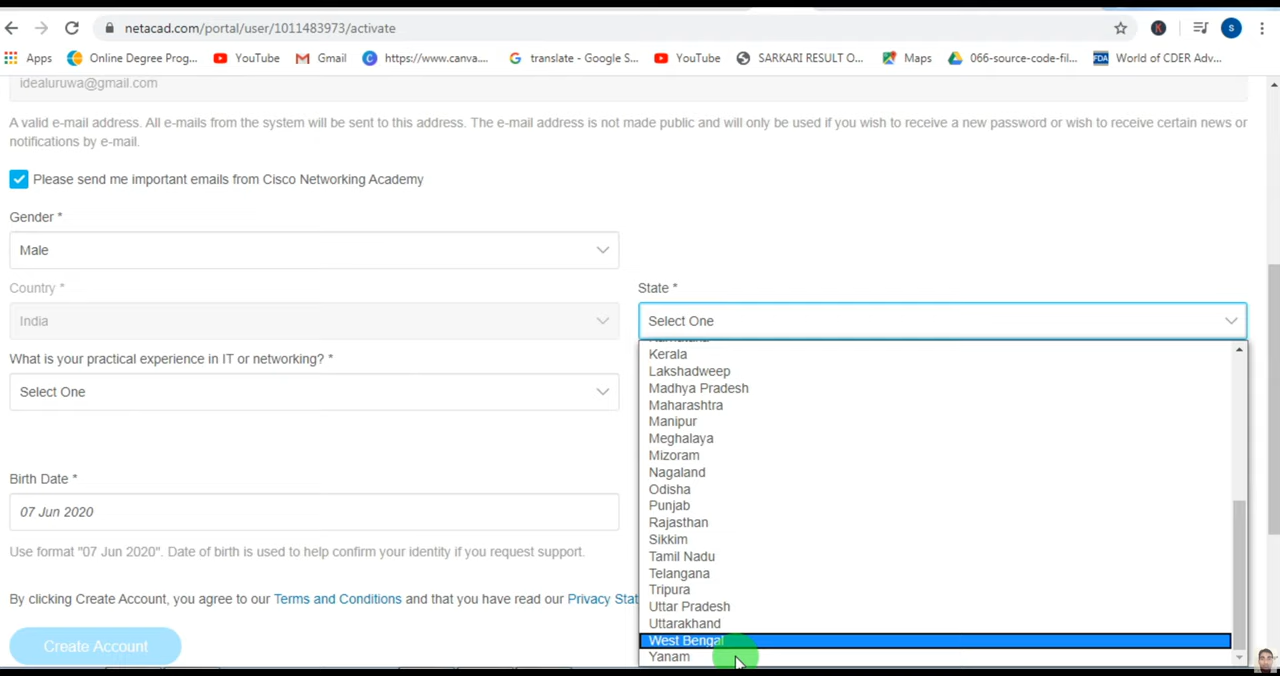 netacad.com/portal/user/1011483973/activate
S
Apps Online Degree Prog... YouTube Gmail https://www.canva.... translate - Google S... YouTube SARKARI RESULT O... Maps 066-source-code-fil... FDA World of CDER Adv...
idealuruwa@gmail.com
A valid e-mail address. All e-mails from the system will be sent to this address. The e-mail address is not made public and will only be used if you wish to receive a new password or wish to receive certain news or
notifications by e-mail.
Please send me important emails from Cisco Networking Academy
Gender *
Male
Country * State *
India Select One
What is your practical experience in IT or networking? *
Select One
Kerala
Lakshadweep
Madhya Pradesh
Maharashtra
Manipur
Meghalaya
Mizoram
Nagaland
Odisha
Punjab
Rajasthan
Sikkim
Tamil Nadu
Telangana
Tripura
Uttar Pradesh
Uttarakhand
West Bengal
Yanam
Birth Date *
07 Jun 2020
Use format "07 Jun 2020". Date of birth is used to help confirm your identity if you request support.
By clicking Create Account, you agree to our Terms and Conditions and that you have read our Privacy Stat
Create Account